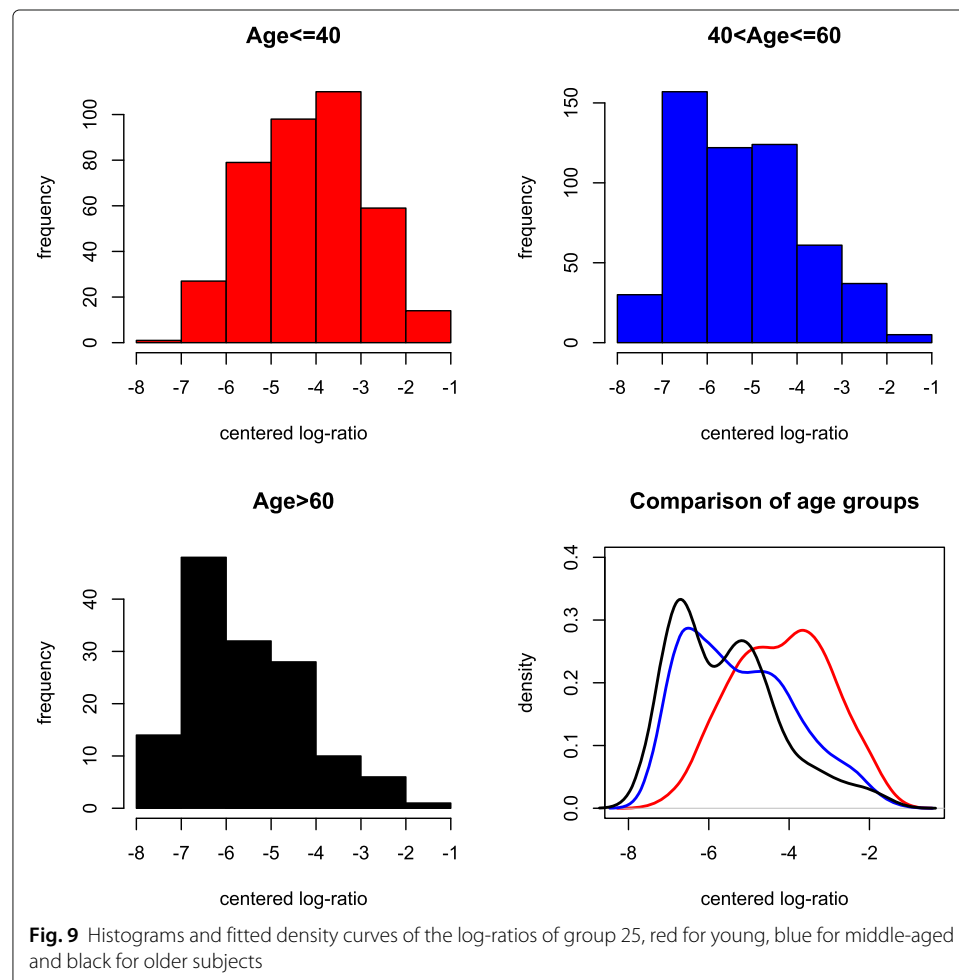 Age<=40
frequency
0 20 40 60 80 100
-8 -7 -6 -5 -4 -3 -2 -1
centered log-ratio
40<Age<=60
frequency
0 50 100 150
-8 -7 -6 -5 -4 -3 -2 -1
centered log-ratio
Age>60
frequency
0 10 20 30 40
-8 -7 -6 -5 -4 -3 -2 -1
centered log-ratio
Comparison of age groups
density
0.0 0.1 0.2 0.3 0.4
-8 -6 -4 -2
centered log-ratio
Fig. 9 Histograms and fitted density curves of the log-ratios of group 25, red for young, blue for middle-aged
and black for older subjects